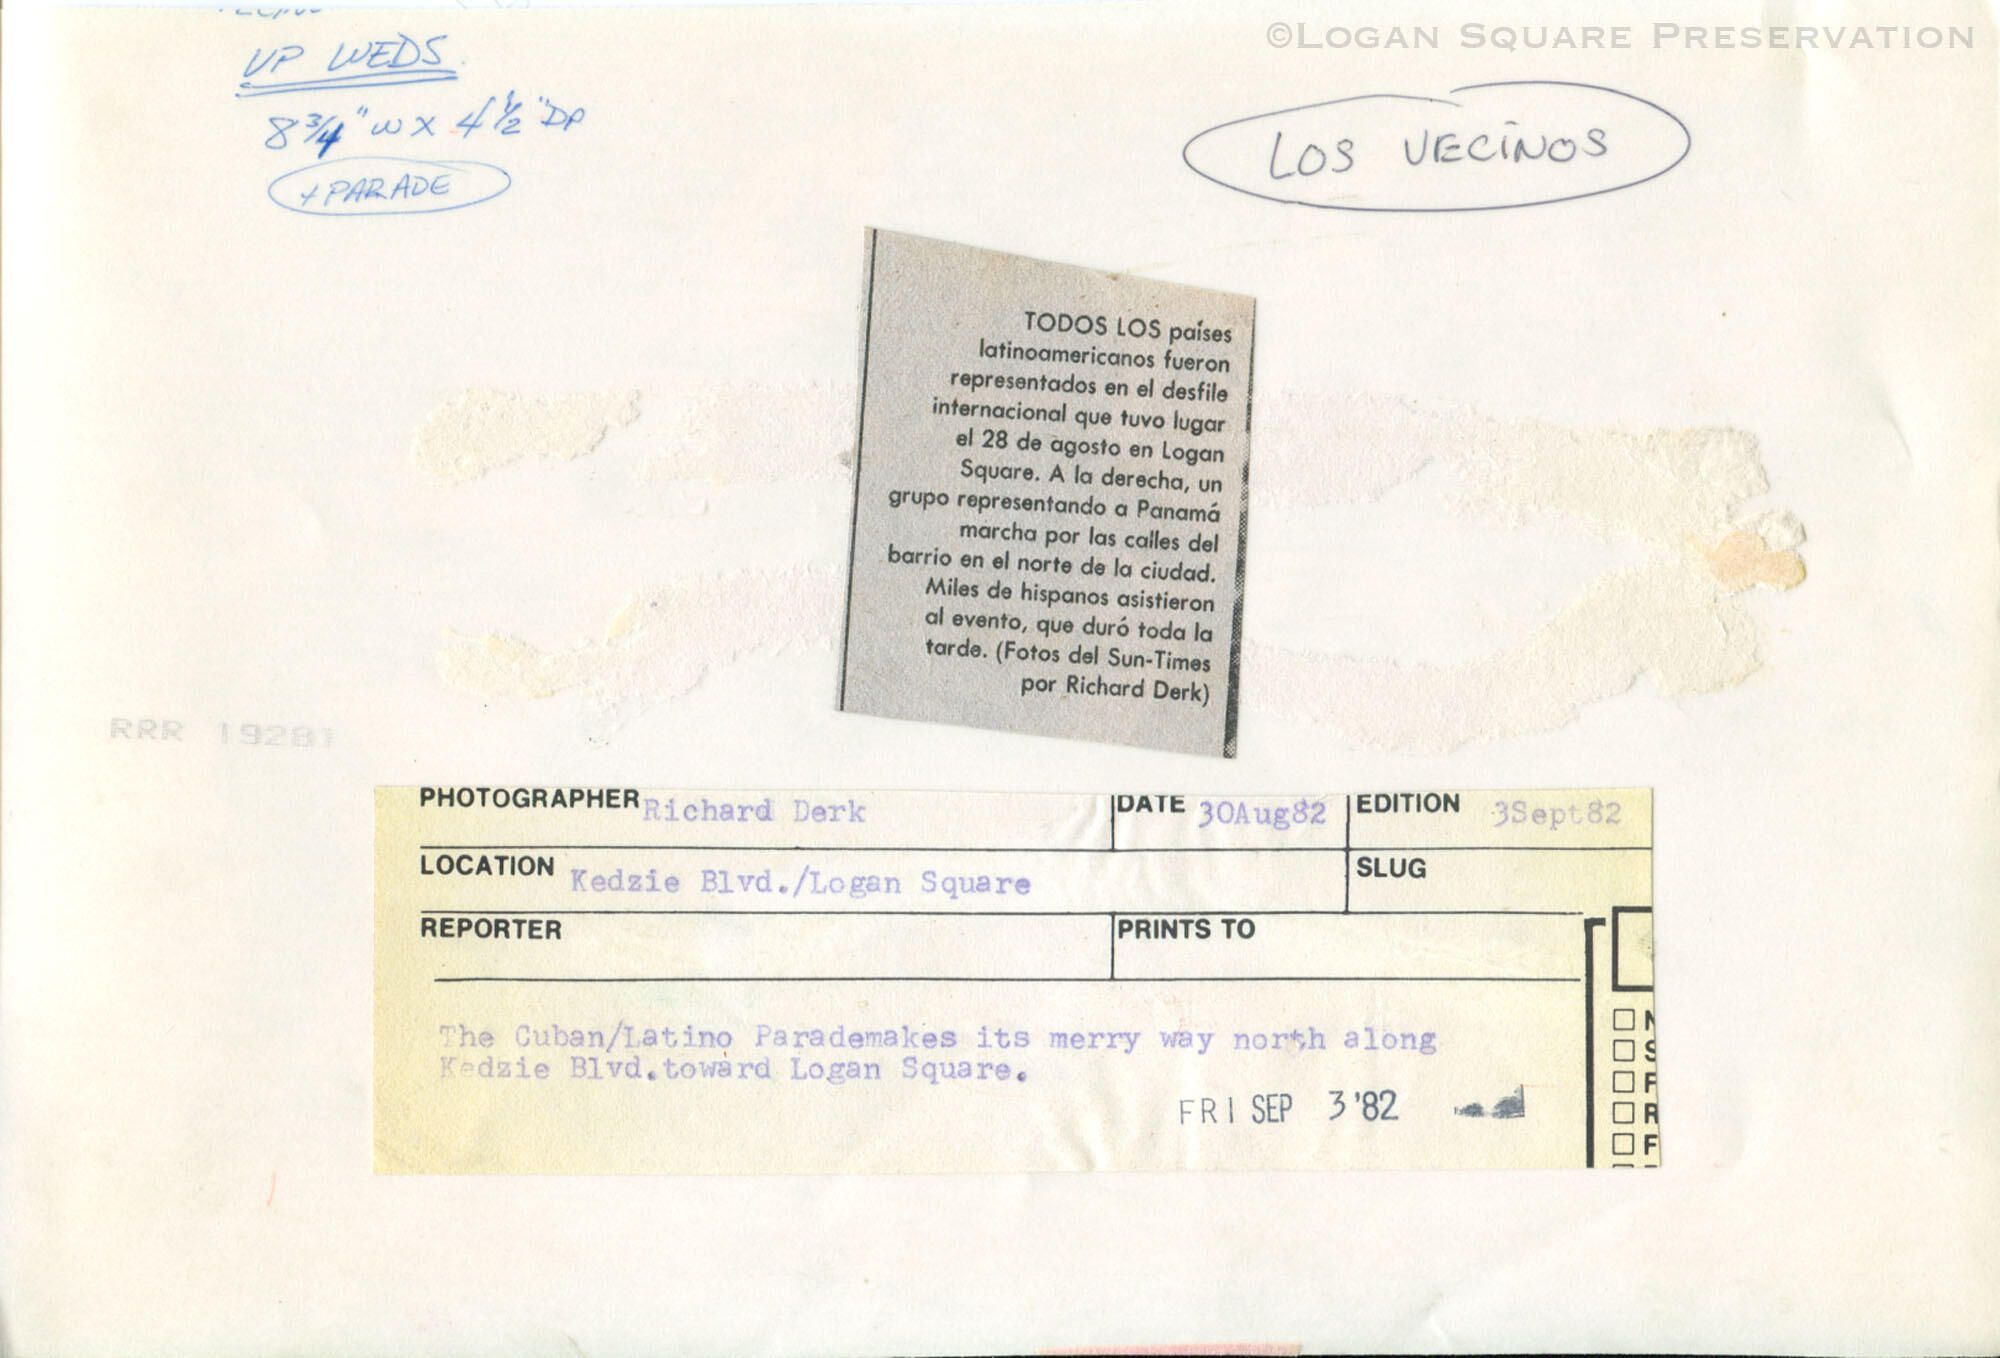 ©LOGAN SQUARE PRESERVATION
UP WEDS.
8 3/4" W X 4 1/2" DP
+ PARADE
LOS VECINOS
TODOS LOS países
latinoamericanos fueron
representados en el desfile
internacional que tuvo lugar
el 28 de agosto en Logan
Square. A la derecha, un
grupo representando a Panamá
marcha por las calles del
barrio en el norte de la ciudad.
Miles de hispanos asistieron
al evento, que duró toda la
tarde. (Fotos del Sun-Times
por Richard Derk)
RRR 19281
PHOTOGRAPHER Richard Derk DATE 30Aug82 EDITION 3Sept82
LOCATION Kedzie Blvd./Logan Square SLUG
REPORTER PRINTS TO
The Cuban/Latino Parademakes its merry way north along
Kedzie Blvd.toward Logan Square.
FRI SEP 3 '82
N
S
F
R
F